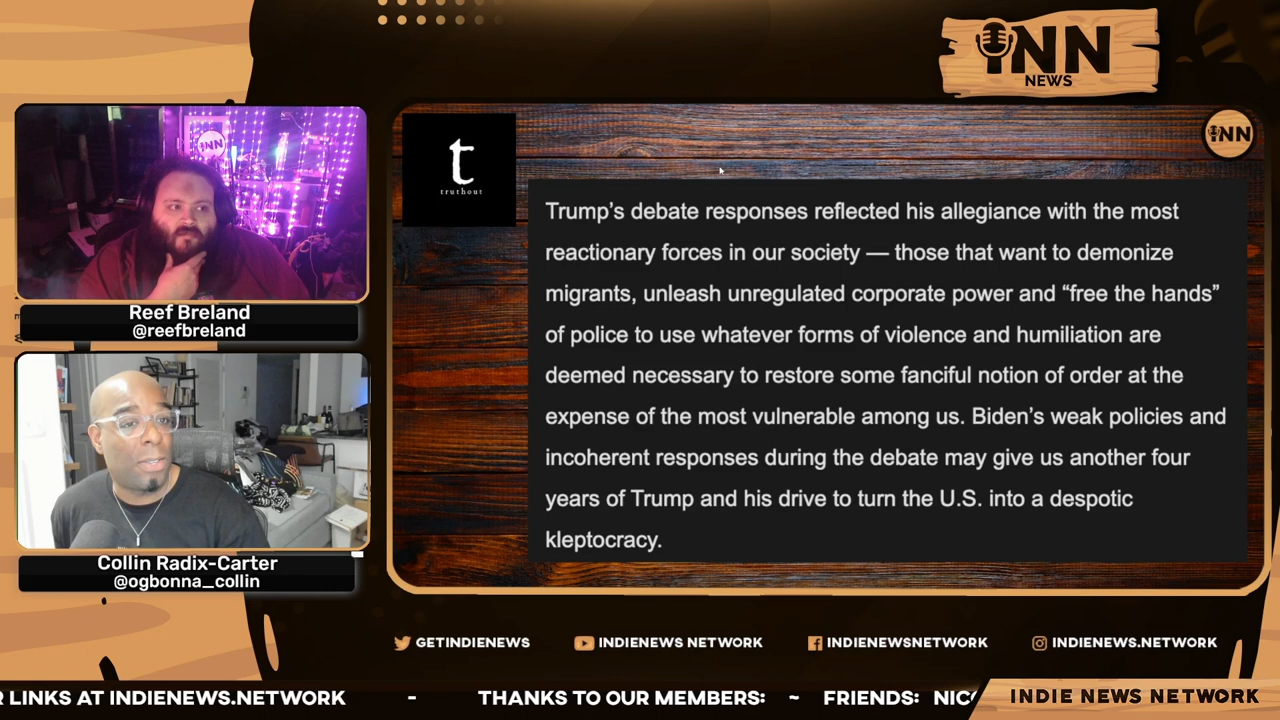 iNN
NEWS
iNN
iNN
t
truthout
Trump’s debate responses reflected his allegiance with the most
reactionary forces in our society — those that want to demonize
migrants, unleash unregulated corporate power and “free the hands”
of police to use whatever forms of violence and humiliation are
deemed necessary to restore some fanciful notion of order at the
expense of the most vulnerable among us. Biden’s weak policies and
incoherent responses during the debate may give us another four
years of Trump and his drive to turn the U.S. into a despotic
kleptocracy.
Reef Breland
@reefbreland
Collin Radix-Carter
@ogbonna_collin
GETINDIENEWS
INDIENEWS NETWORK
INDIENEWSNETWORK
INDIENEWS.NETWORK
R LINKS AT INDIENEWS.NETWORK - THANKS TO OUR MEMBERS: ~ FRIENDS: NIC
INDIE NEWS NETWORK